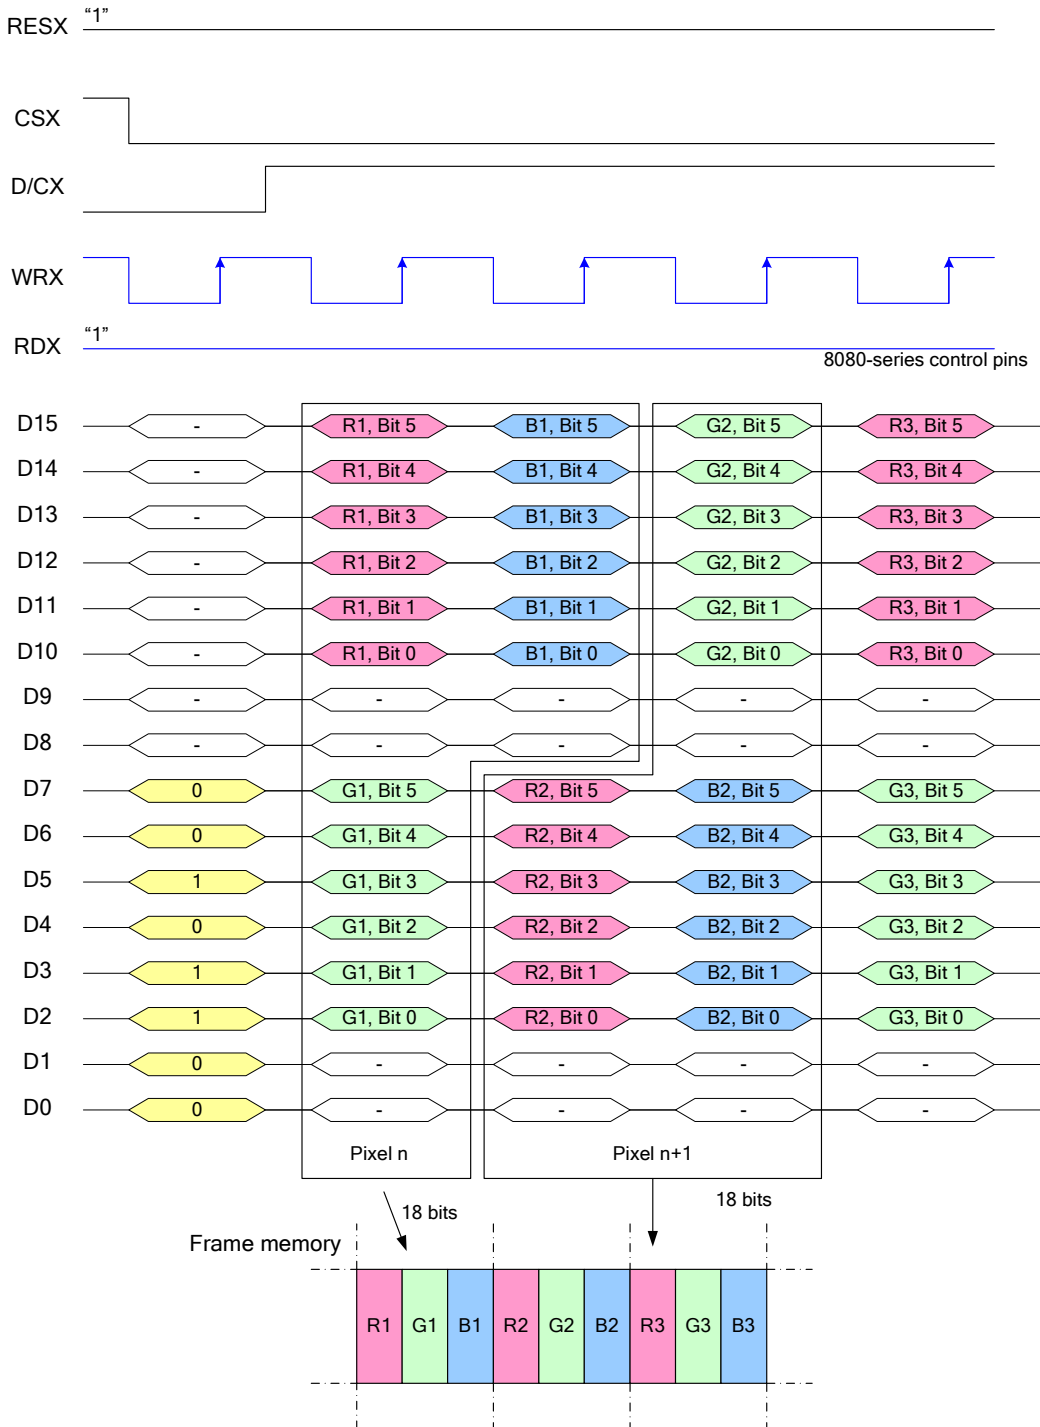 RESX “1”
CSX
D/CX
WRX
RDX “1”
8080-series control pins
D15 - R1, Bit 5 B1, Bit 5 G2, Bit 5 R3, Bit 5
D14 - R1, Bit 4 B1, Bit 4 G2, Bit 4 R3, Bit 4
D13 - R1, Bit 3 B1, Bit 3 G2, Bit 3 R3, Bit 3
D12 - R1, Bit 2 B1, Bit 2 G2, Bit 2 R3, Bit 2
D11 - R1, Bit 1 B1, Bit 1 G2, Bit 1 R3, Bit 1
D10 - R1, Bit 0 B1, Bit 0 G2, Bit 0 R3, Bit 0
D9 - - - - -
D8 - - - - -
D7 0 G1, Bit 5 R2, Bit 5 B2, Bit 5 G3, Bit 5
D6 0 G1, Bit 4 R2, Bit 4 B2, Bit 4 G3, Bit 4
D5 1 G1, Bit 3 R2, Bit 3 B2, Bit 3 G3, Bit 3
D4 0 G1, Bit 2 R2, Bit 2 B2, Bit 2 G3, Bit 2
D3 1 G1, Bit 1 R2, Bit 1 B2, Bit 1 G3, Bit 1
D2 1 G1, Bit 0 R2, Bit 0 B2, Bit 0 G3, Bit 0
D1 0 - - - -
D0 0 - - - -
Pixel n Pixel n+1
18 bits 18 bits
Frame memory
R1 G1 B1 R2 G2 B2 R3 G3 B3